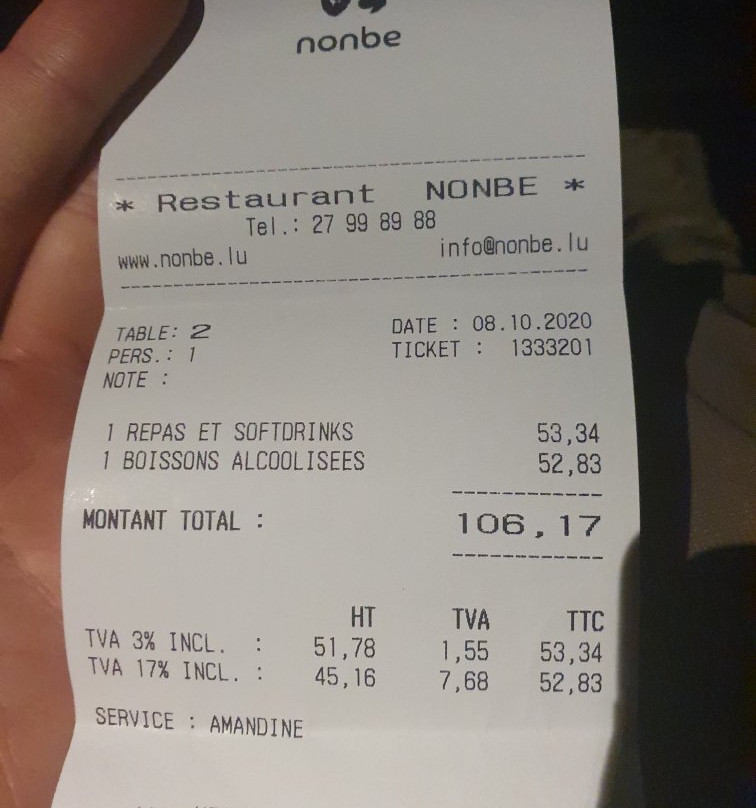 nonbe
* Restaurant NONBE *
Tel.: 27 99 89 88
www.nonbe.lu info@nonbe.lu
TABLE: 2 DATE : 08.10.2020
PERS.: 1 TICKET : 1333201
NOTE :
1 REPAS ET SOFTDRINKS 53,34
1 BOISSONS ALCOOLISEES 52,83
MONTANT TOTAL : 106,17
HT TVA TTC
TVA 3% INCL. : 51,78 1,55 53,34
TVA 17% INCL. : 45,16 7,68 52,83
SERVICE : AMANDINE